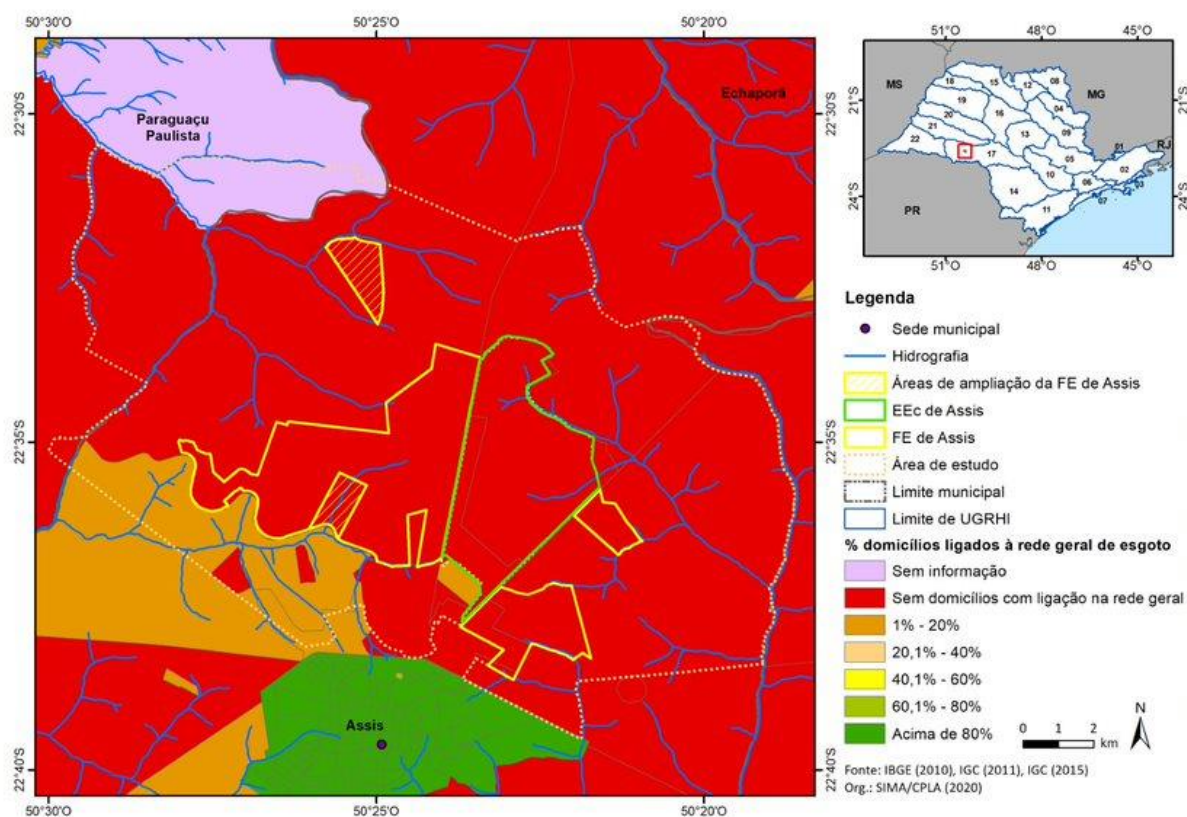 50°30'O
50°25'O
50°20'O
22°30'S
22°35'S
22°40'S
22°30'S
22°35'S
22°40'S
50°30'O
50°25'O
50°20'O
Paraguaçu
Paulista
Echaporã
Assis
51°O
48°O
45°O
21°S
24°S
21°S
24°S
51°O
48°O
45°O
MS
MG
RJ
PR
18
15
12
08
19
04
20
16
21
13
09
22
17
05
01
02
10
06
03
07
14
11
Legenda
Sede municipal
Hidrografia
Áreas de ampliação da FE de Assis
EEc de Assis
FE de Assis
Área de estudo
Limite municipal
Limite de UGRHI
% domicílios ligados à rede geral de esgoto
Sem informação
Sem domicílios com ligação na rede geral
1% - 20%
20,1% - 40%
40,1% - 60%
60,1% - 80%
Acima de 80%
N
0 1 2
km
Fonte: IBGE (2010), IGC (2011), IGC (2015)
Org.: SIMA/CPLA (2020)